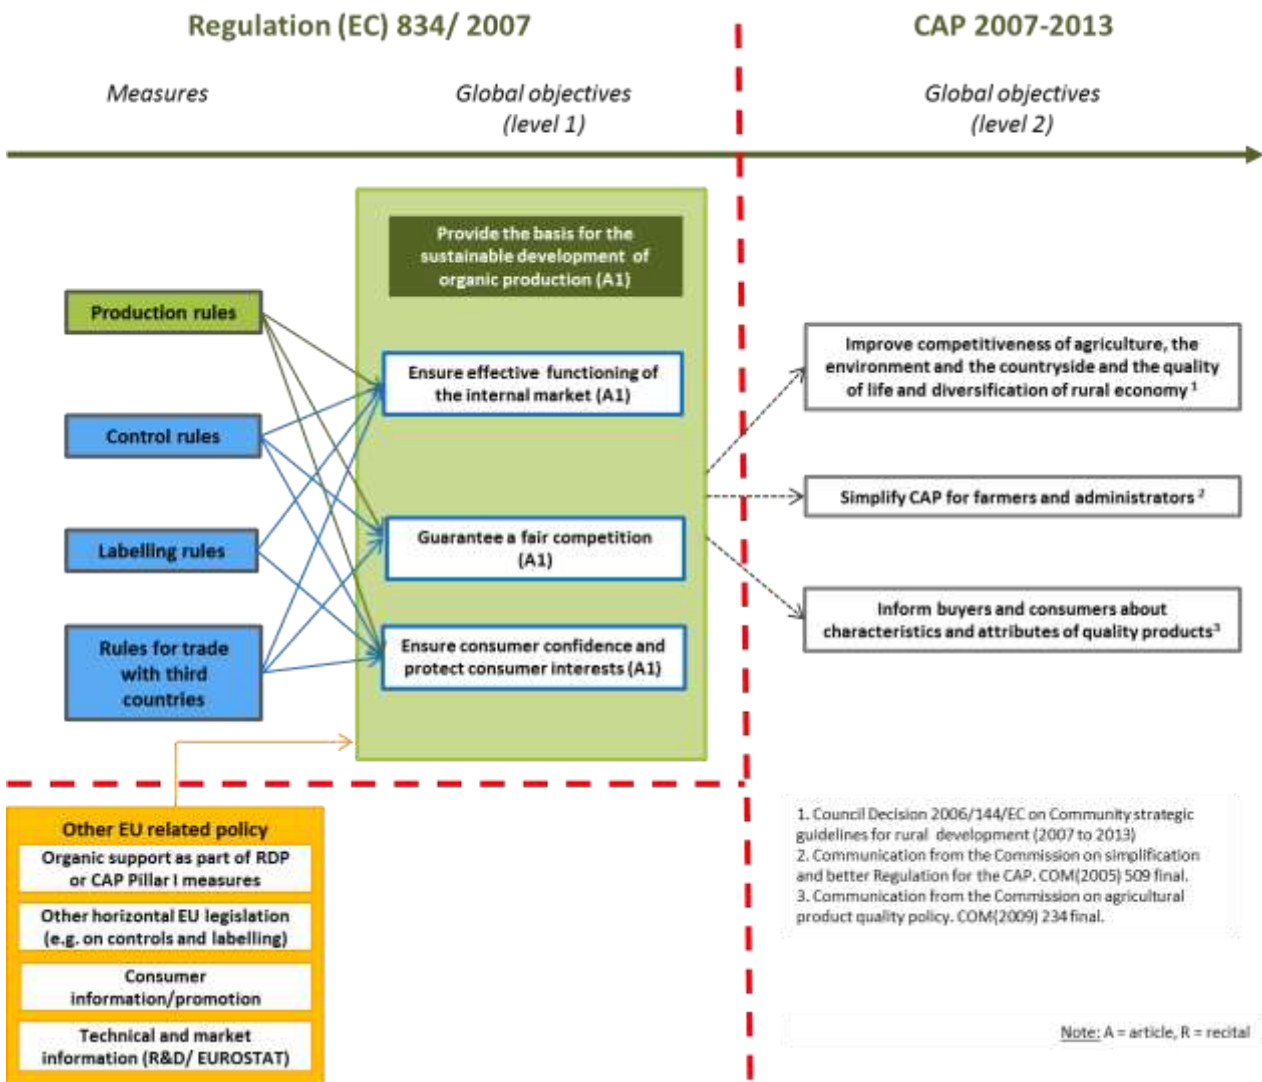 Regulation (EC) 834/ 2007
CAP 2007-2013
Measures
Global objectives
(level 1)
Global objectives
(level 2)
Provide the basis for the
sustainable development of
organic production (A1)
Production rules
Control rules
Labelling rules
Rules for trade
with third
countries
Ensure effective functioning of
the internal market (A1)
Guarantee a fair competition
(A1)
Ensure consumer confidence and
protect consumer interests (A1)
Improve competitiveness of agriculture, the
environment and the countryside and the quality
of life and diversification of rural economy 1
Simplify CAP for farmers and administrators 2
Inform buyers and consumers about
characteristics and attributes of quality products3
Other EU related policy
Organic support as part of RDP
or CAP Pillar I measures
Other horizontal EU legislation
(e.g. on controls and labelling)
Consumer
information/promotion
Technical and market
information (R&D/ EUROSTAT)
1. Council Decision 2006/144/EC on Community strategic
guidelines for rural development (2007 to 2013)
2. Communication from the Commission on simplification
and better Regulation for the CAP. COM(2005) 509 final.
3. Communication from the Commission on agricultural
product quality policy. COM(2009) 234 final.
Note: A = article, R = recital